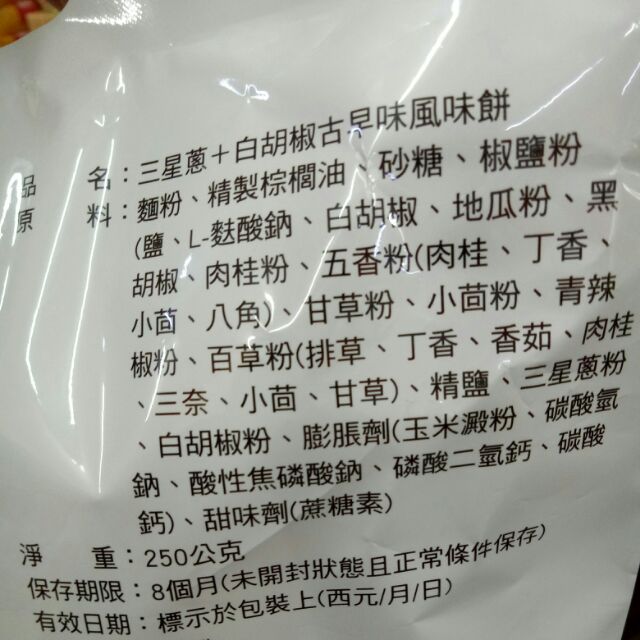 品 名：三星蔥＋白胡椒古早味風味餅
原 料：麵粉、精製棕櫚油、砂糖、椒鹽粉
(鹽、L-麩酸鈉、白胡椒、地瓜粉、黑
胡椒、肉桂粉、五香粉(肉桂、丁香、
小茴、八角)、甘草粉、小茴粉、青辣
椒粉、百草粉(排草、丁香、香茹、肉桂
、三奈、小茴、甘草)、精鹽、三星蔥粉
、白胡椒粉、膨脹劑(玉米澱粉、碳酸氫
鈉、酸性焦磷酸鈉、磷酸二氫鈣、碳酸
鈣)、甜味劑(蔗糖素)
淨 重：250公克
保存期限：8個月(未開封狀態且正常條件保存)
有效日期：標示於包裝上(西元/月/日)